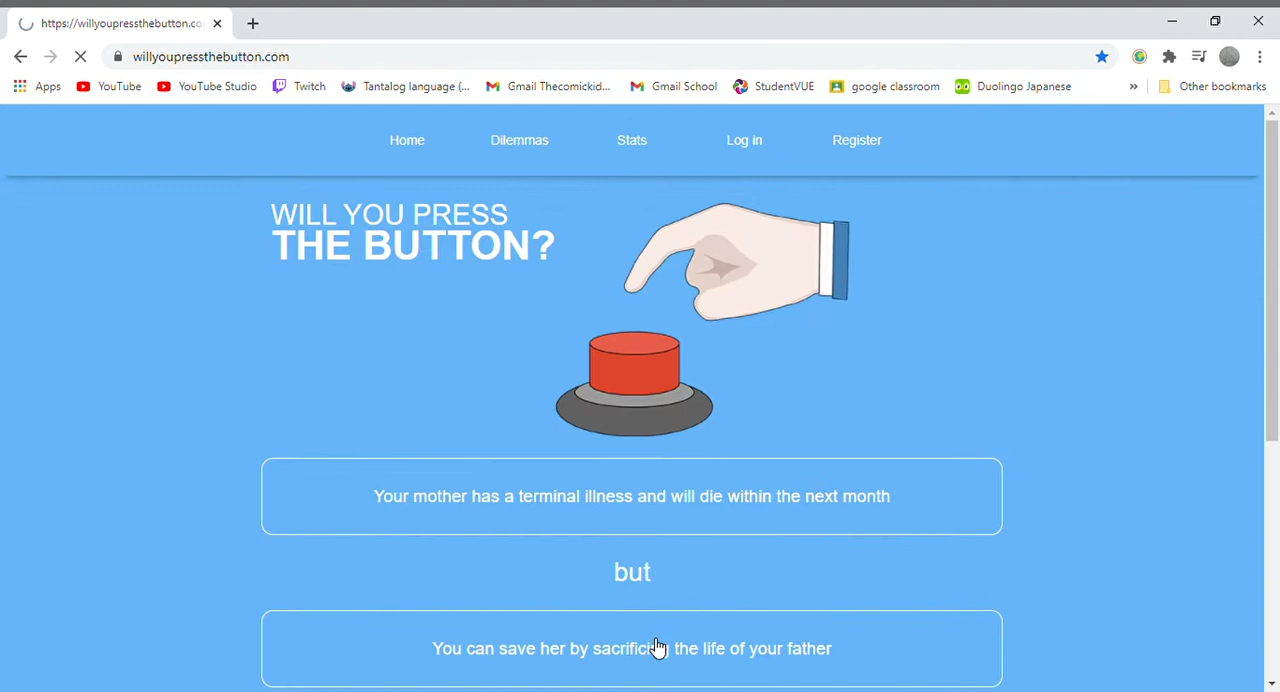 https://willyoupressthebutton.co
willyoupressthebutton.com
Apps YouTube YouTube Studio Twitch Tantalog language (... Gmail Thecomickid... Gmail School StudentVUE google classroom Duolingo Japanese » Other bookmarks
Home Dilemmas Stats Log in Register
WILL YOU PRESS
THE BUTTON?
Your mother has a terminal illness and will die within the next month
but
You can save her by sacrificing the life of your father